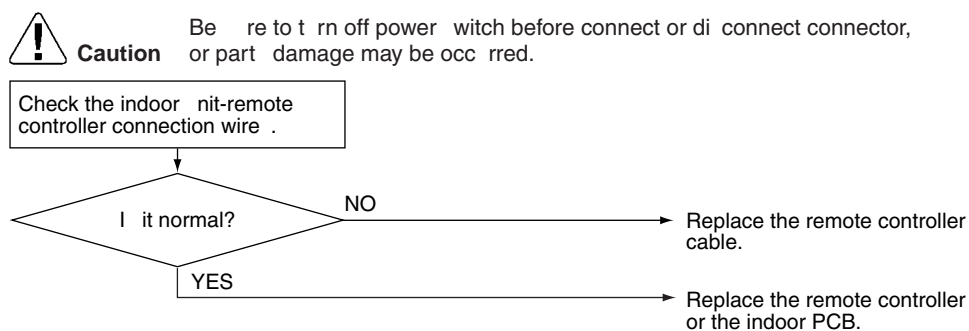 Be re to t rn off power witch before connect or di connect connector,
Caution or part damage may be occ rred.
Check the indoor nit-remote
controller connection wire .
I it normal?
NO
Replace the remote controller
cable.
YES
Replace the remote controller
or the indoor PCB.